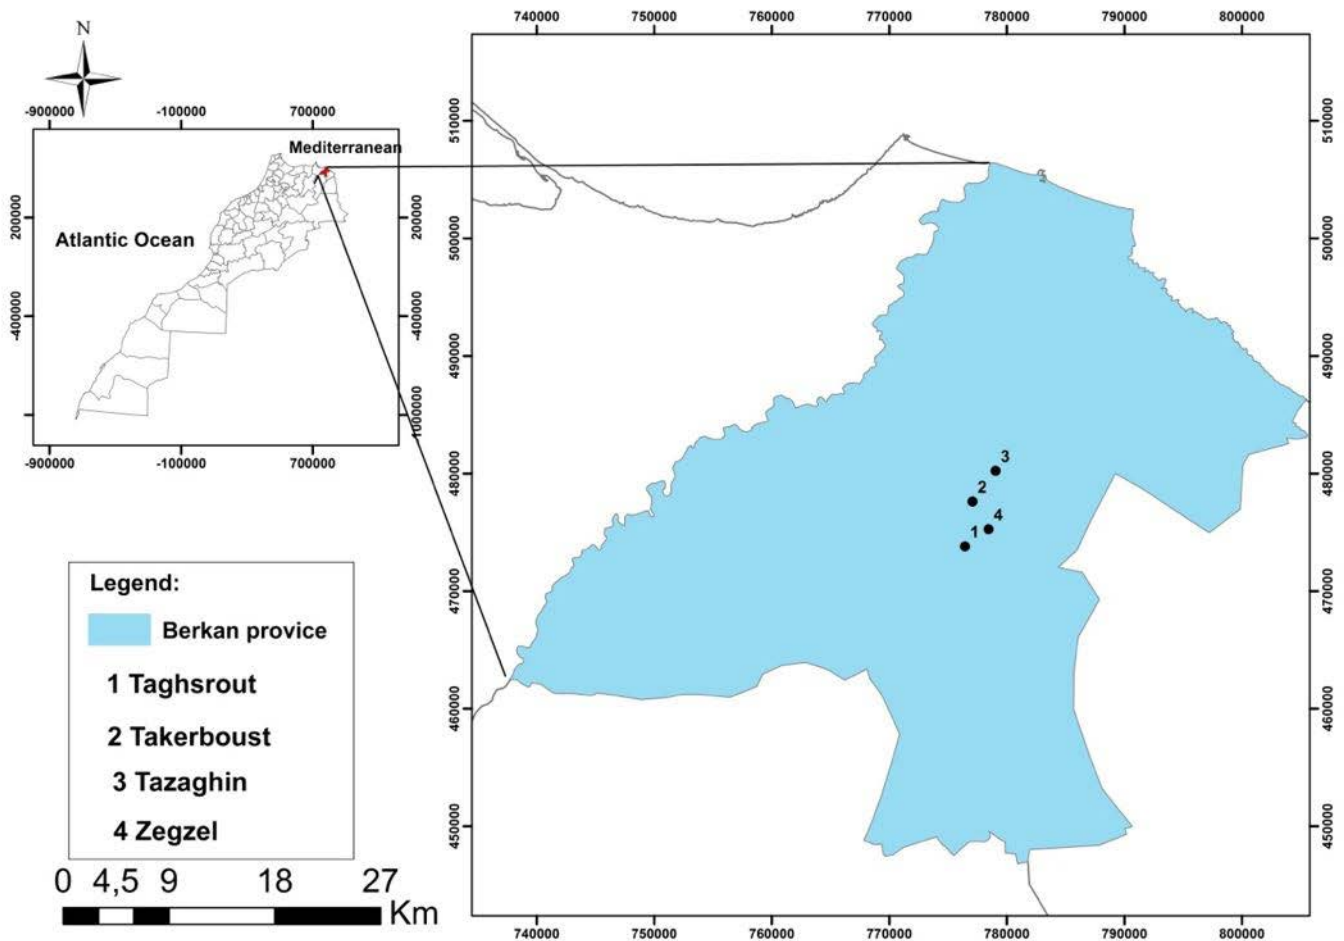 N
-900000 -100000 700000
Mediterranean
Atlantic Ocean
200000
-400000
200000
-400000
-1000000
-900000 -100000 700000
740000 750000 760000 770000 780000 790000 800000
510000
500000
490000
480000
470000
460000
450000
510000
500000
490000
480000
470000
460000
450000
3
2
4
1
740000 750000 760000 770000 780000 790000 800000
Legend:
Berkan provice
1 Taghsrout
2 Takerboust
3 Tazaghin
4 Zegzel
0 4,5 9 18 27
Km